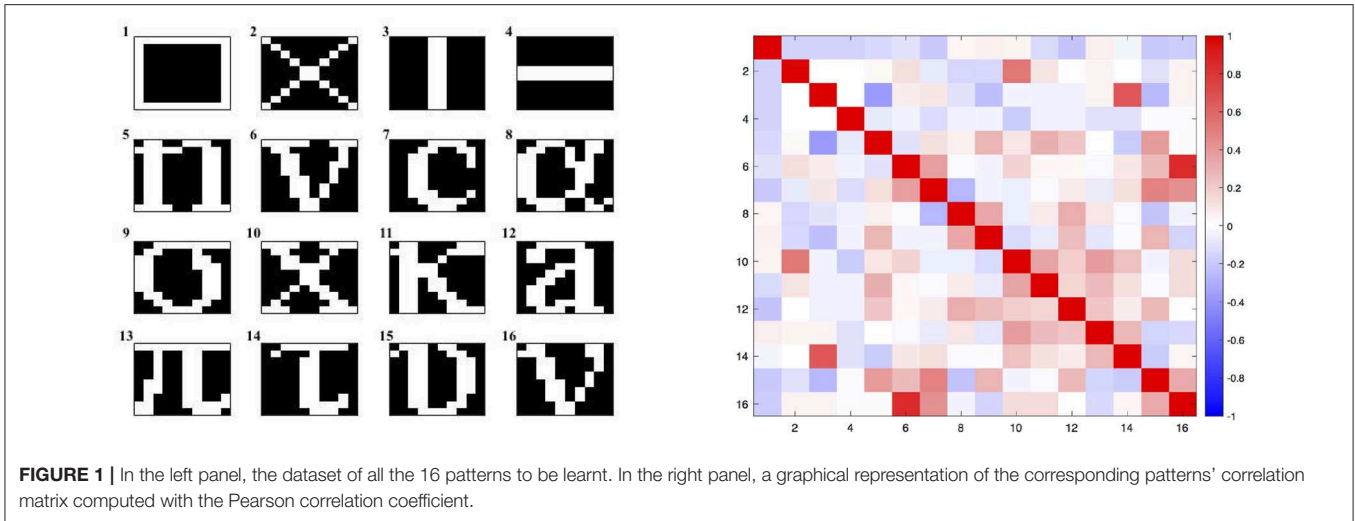 1 2 3 4
5 6 7 8
9 10 11 12
13 14 15 16
2
4
6
8
10
12
14
16
2 4 6 8 10 12 14 16
1
0.8
0.6
0.4
0.2
0
-0.2
-0.4
-0.6
-0.8
-1
FIGURE 1 | In the left panel, the dataset of all the 16 patterns to be learnt. In the right panel, a graphical representation of the corresponding patterns' correlation
matrix computed with the Pearson correlation coefficient.